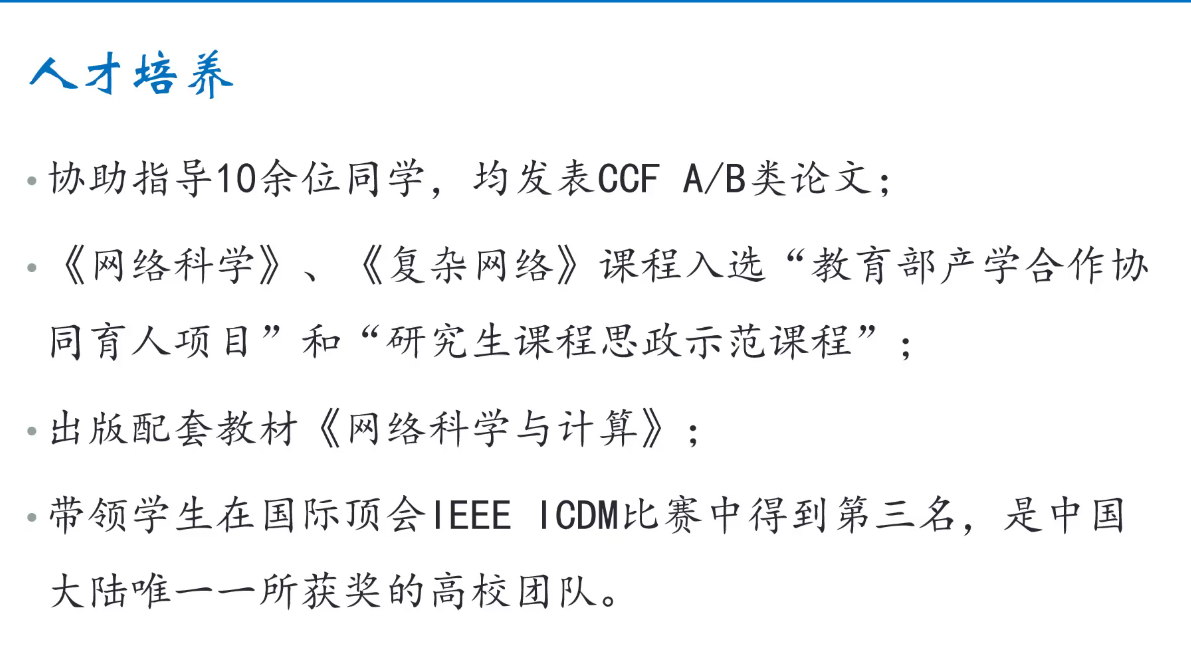 人才培养
•协助指导10余位同学，均发表CCF A/B类论文；
•《网络科学》、《复杂网络》课程入选“教育部产学合作协
同育人项目”和“研究生课程思政示范课程”；
•出版配套教材《网络科学与计算》；
•带领学生在国际顶会IEEE ICDM比赛中得到第三名，是中国
大陆唯一一所获奖的高校团队。